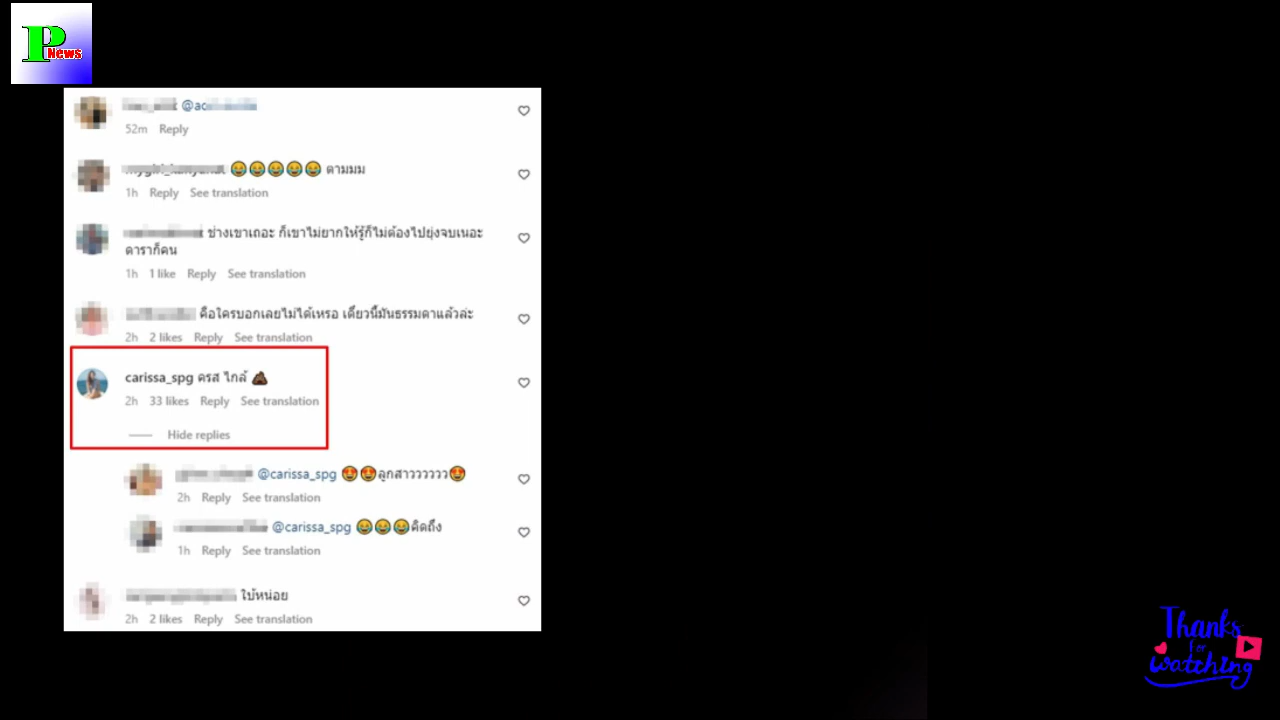 P
News
@ac
52m Reply
😂😂😂😂😂 ตามมม
1h Reply See translation
ช่างเขาเถอะ ก็เขาไม่ยากให้รู้ก็ไม่ต้องไปยุ่งจบเนอะ
ดาราก็คน
1h 1 like Reply See translation
คือใครบอกเลยไม่ได้เหรอ เดี๋ยวนี้มันธรรมดาแล้วล่ะ
2h 2 likes Reply See translation
carissa_spg ครส ไกล้ 💩
2h 33 likes Reply See translation
Hide replies
@carissa_spg 😍😍ลูกสาวววววว😍
2h Reply See translation
@carissa_spg 😂😂😂คิดถึง
1h Reply See translation
ใบ้หน่อย
2h 2 likes Reply See translation
Thanks
for
watching